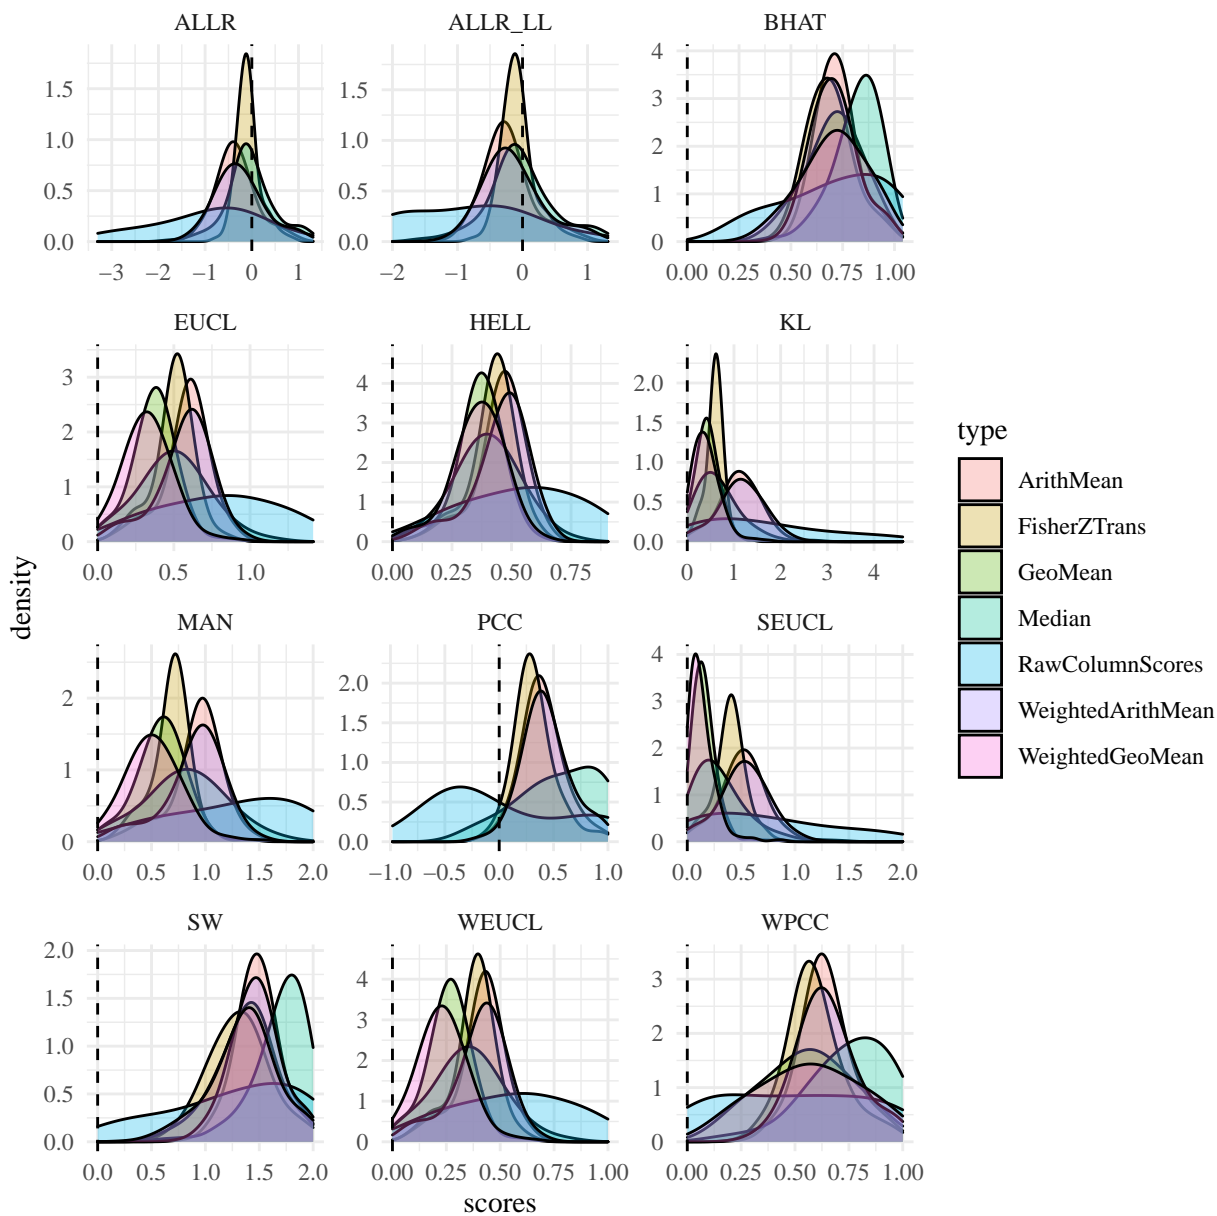 ALLR ALLR_LL BHAT
0.0 0.5 1.0 1.5
−3 −2 −1 0 1
0.0 0.5 1.0 1.5
−2 −1 0 1
0 1 2 3 4
0.00 0.25 0.50 0.75 1.00
EUCL HELL KL
0 1 2 3
0.0 0.5 1.0
0 1 2 3 4
0.00 0.25 0.50 0.75
0.0 0.5 1.0 1.5 2.0
0 1 2 3 4
MAN PCC SEUCL
0 1 2
0.0 0.5 1.0 1.5 2.0
0.0 0.5 1.0 1.5 2.0
−1.0 −0.5 0.0 0.5 1.0
0 1 2 3 4
0.0 0.5 1.0 1.5 2.0
SW WEUCL WPCC
0.0 0.5 1.0 1.5 2.0
0.0 0.5 1.0 1.5 2.0
0 1 2 3 4
0.00 0.25 0.50 0.75 1.00
0 1 2 3
0.00 0.25 0.50 0.75 1.00
density
scores
type
ArithMean
FisherZTrans
GeoMean
Median
RawColumnScores
WeightedArithMean
WeightedGeoMean